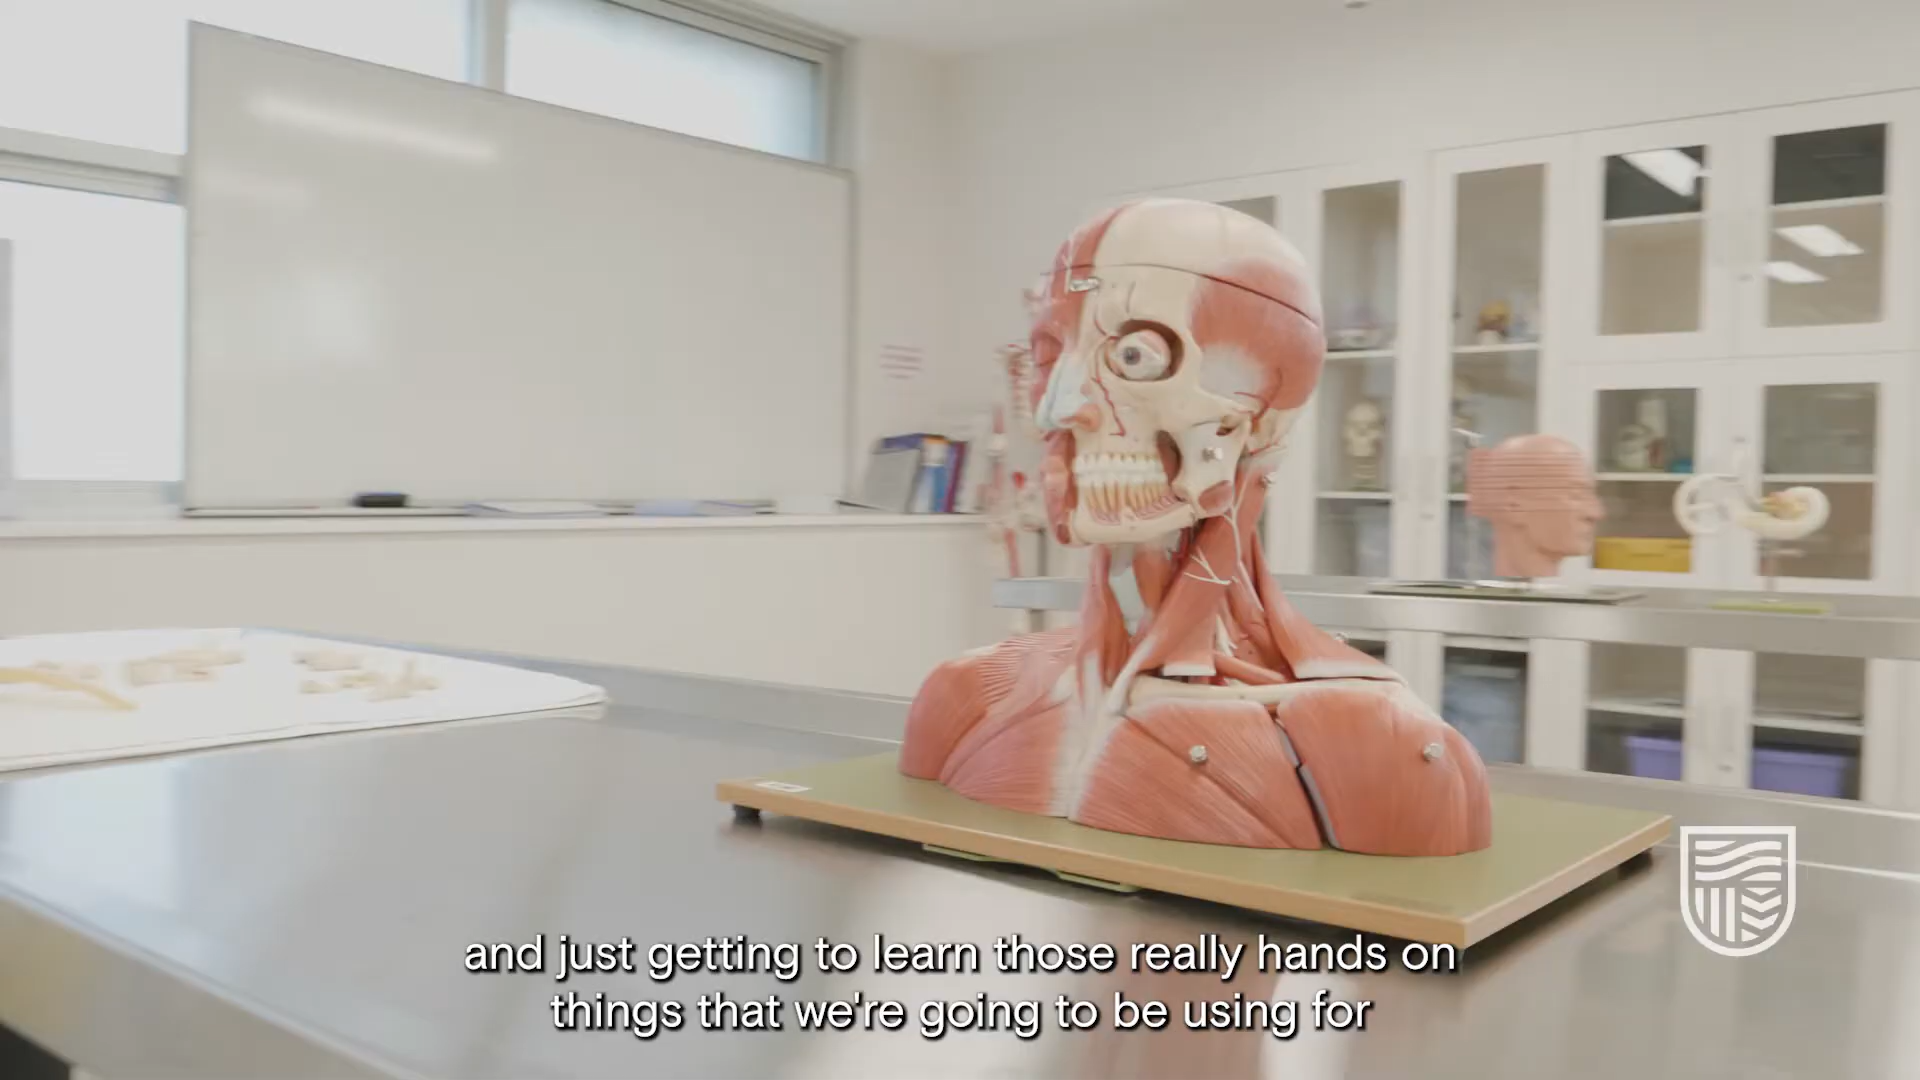 and just getting to learn those really hands on
things that we're going to be using for